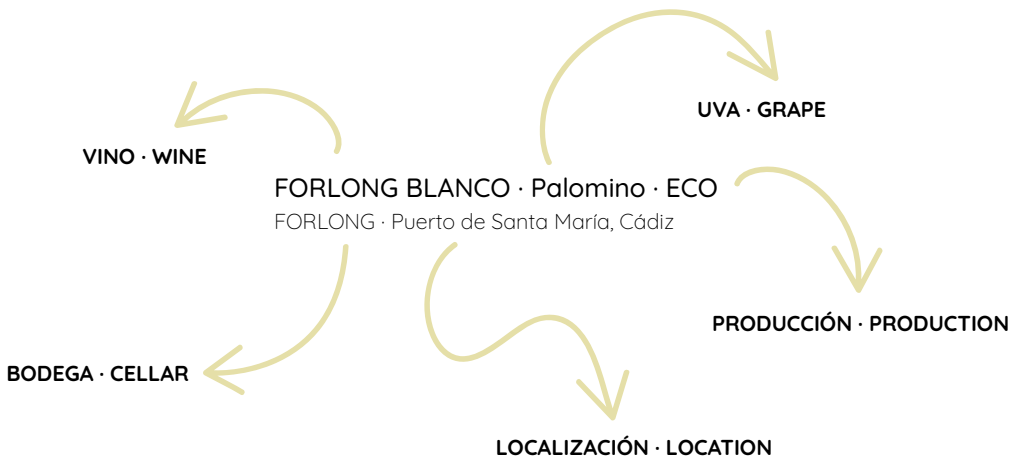 UVA · GRAPE
VINO · WINE
FORLONG BLANCO · Palomino · ECO
FORLONG · Puerto de Santa María, Cádiz
PRODUCCIÓN · PRODUCTION
BODEGA · CELLAR
LOCALIZACIÓN · LOCATION